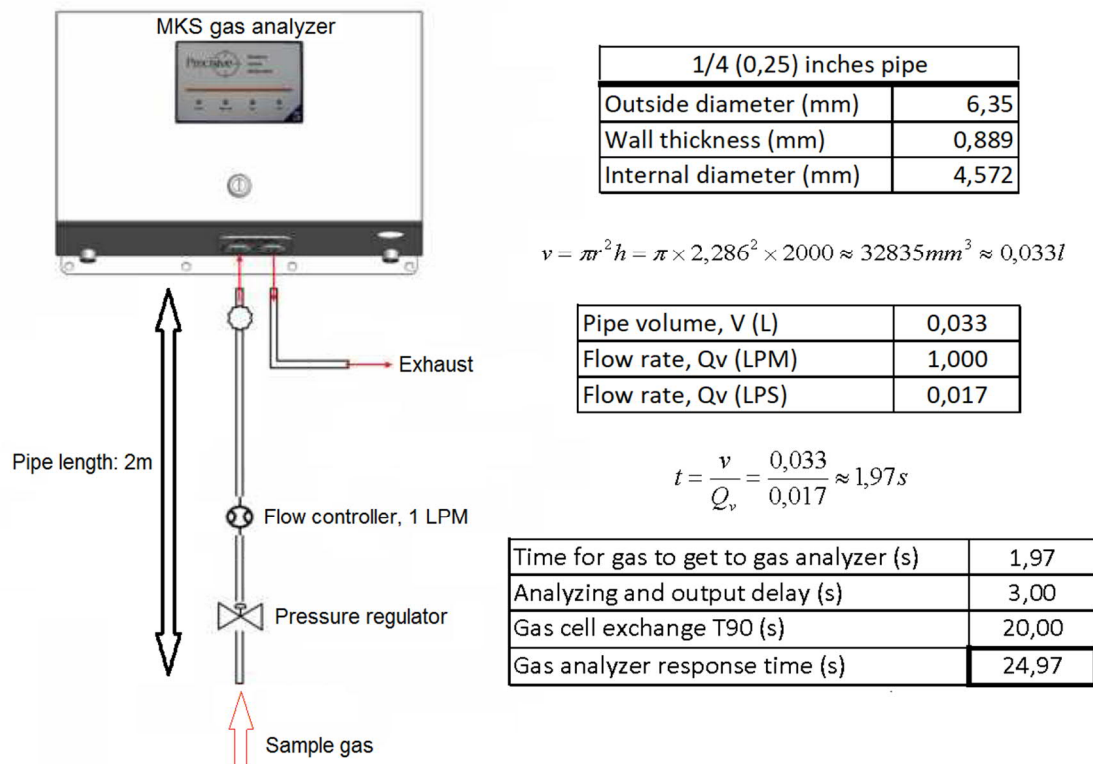 MKS gas analyzer
Precisive
1/4 (0,25) inches pipe
Outside diameter (mm) 6,35
Wall thickness (mm) 0,889
Internal diameter (mm) 4,572
v = πr²h = π × 2,286² × 2000 ≈ 32835mm³ ≈ 0,033l
Pipe volume, V (L) 0,033
Flow rate, Qv (LPM) 1,000
Flow rate, Qv (LPS) 0,017
Exhaust
Pipe length: 2m
t = v/Qᵥ = 0,033/0,017 ≈ 1,97s
Flow controller, 1 LPM
Time for gas to get to gas analyzer (s) 1,97
Analyzing and output delay (s) 3,00
Gas cell exchange T90 (s) 20,00
Gas analyzer response time (s) 24,97
Pressure regulator
Sample gas